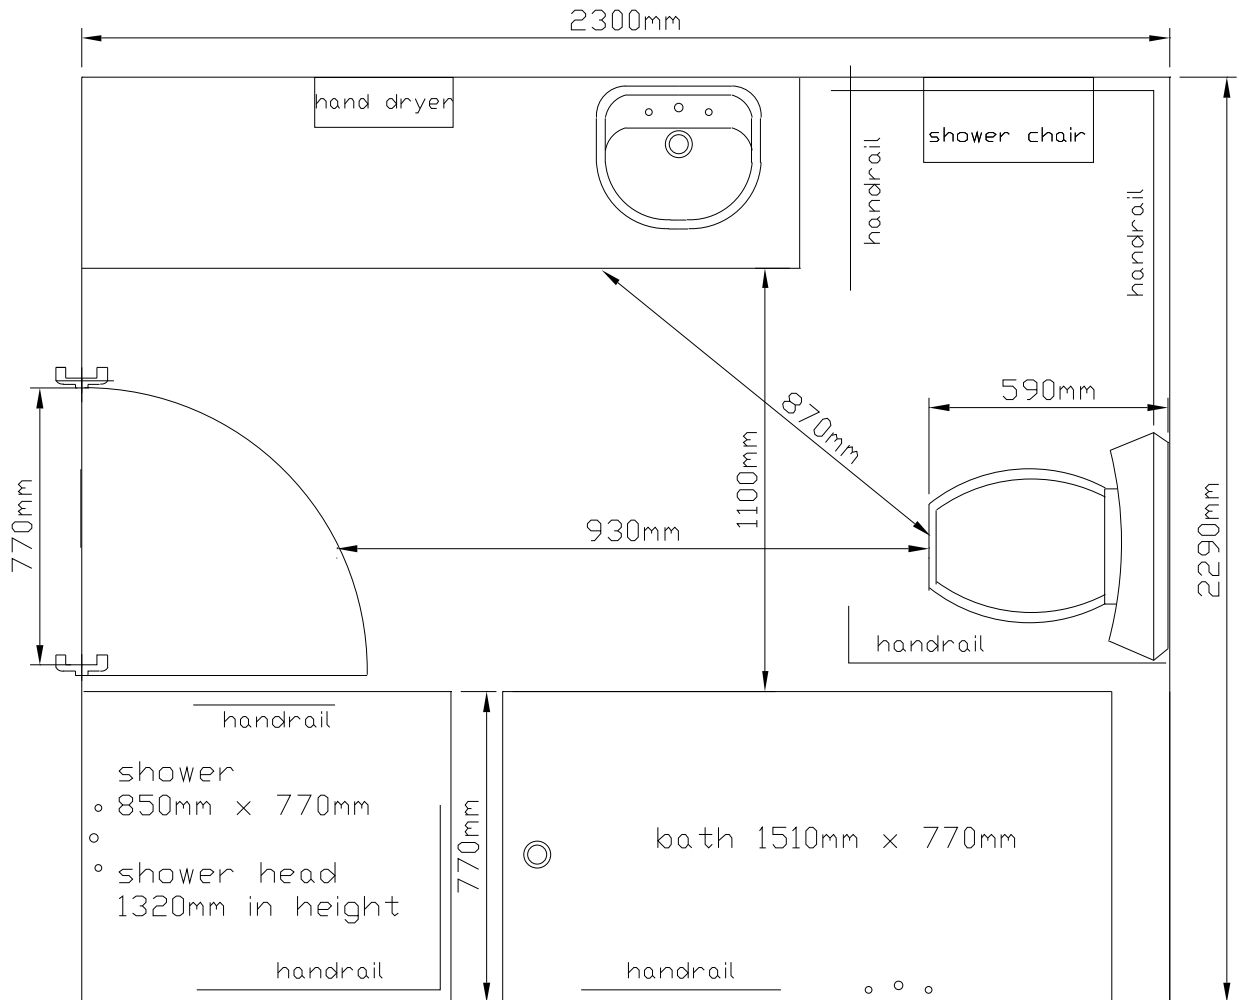 2300mm
hand dryer
shower chair
handrail
handrail
590mm
870mm
1100mm
770mm
930mm
2290mm
handrail
handrail
shower
850mm x 770mm
shower head
1320mm in height
770mm
bath 1510mm x 770mm
handrail
handrail